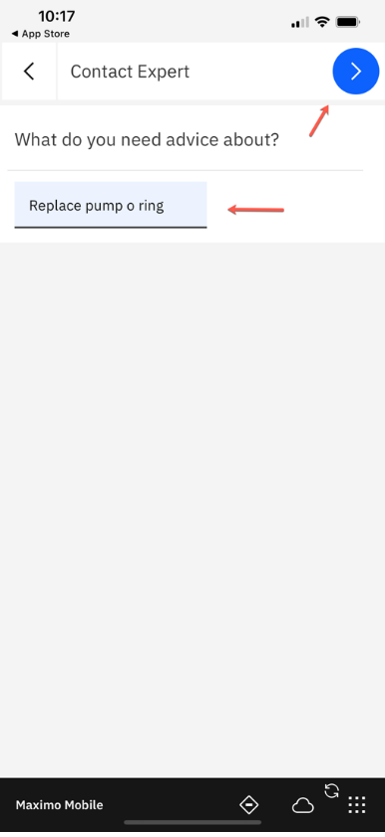 10:17
◄ App Store
Contact Expert
What do you need advice about?
Replace pump o ring
Maximo Mobile